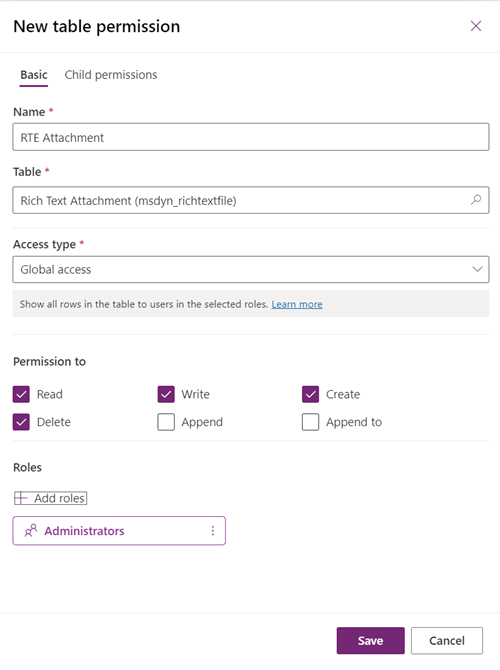 New table permission
Basic Child permissions
Name *
RTE Attachment
Table *
Rich Text Attachment (msdyn_richtextfile)
Access type *
Global access
Show all rows in the table to users in the selected roles. Learn more
Permission to
Read Write Create
Delete Append Append to
Roles
Add roles
Administrators
Save Cancel